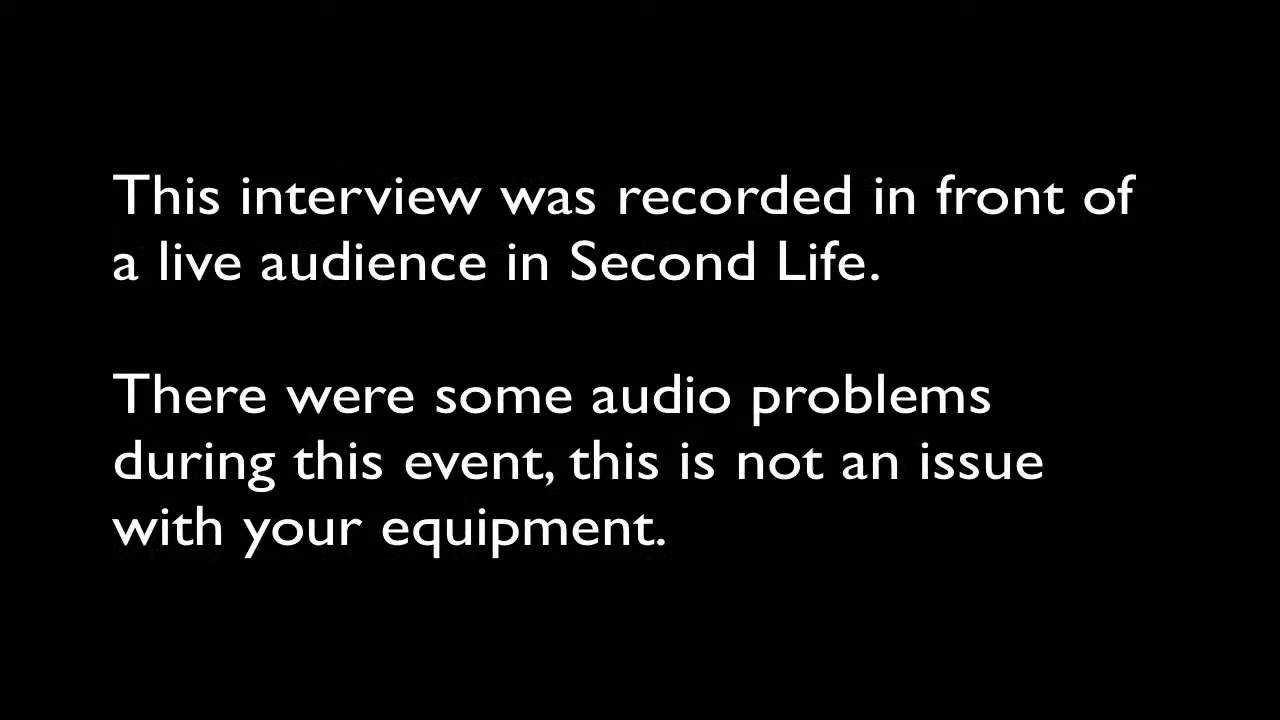 This interview was recorded in front of
a live audience in Second Life.
There were some audio problems
during this event, this is not an issue
with your equipment.